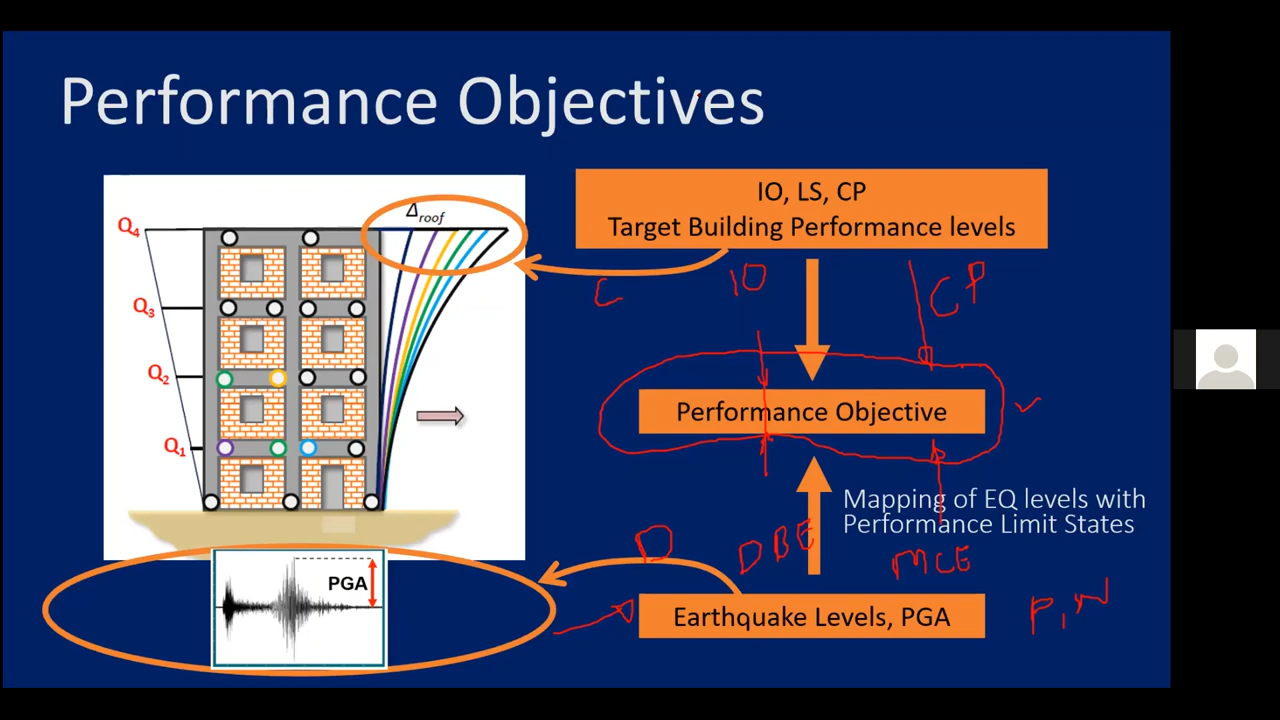 Performance Objectives
Δroof
Q4
Q3
Q2
Q1
PGA
IO, LS, CP
Target Building Performance levels
C
IO
CP
Performance Objective
Mapping of EQ levels with
Performance Limit States
D
DBE
MCE
Earthquake Levels, PGA